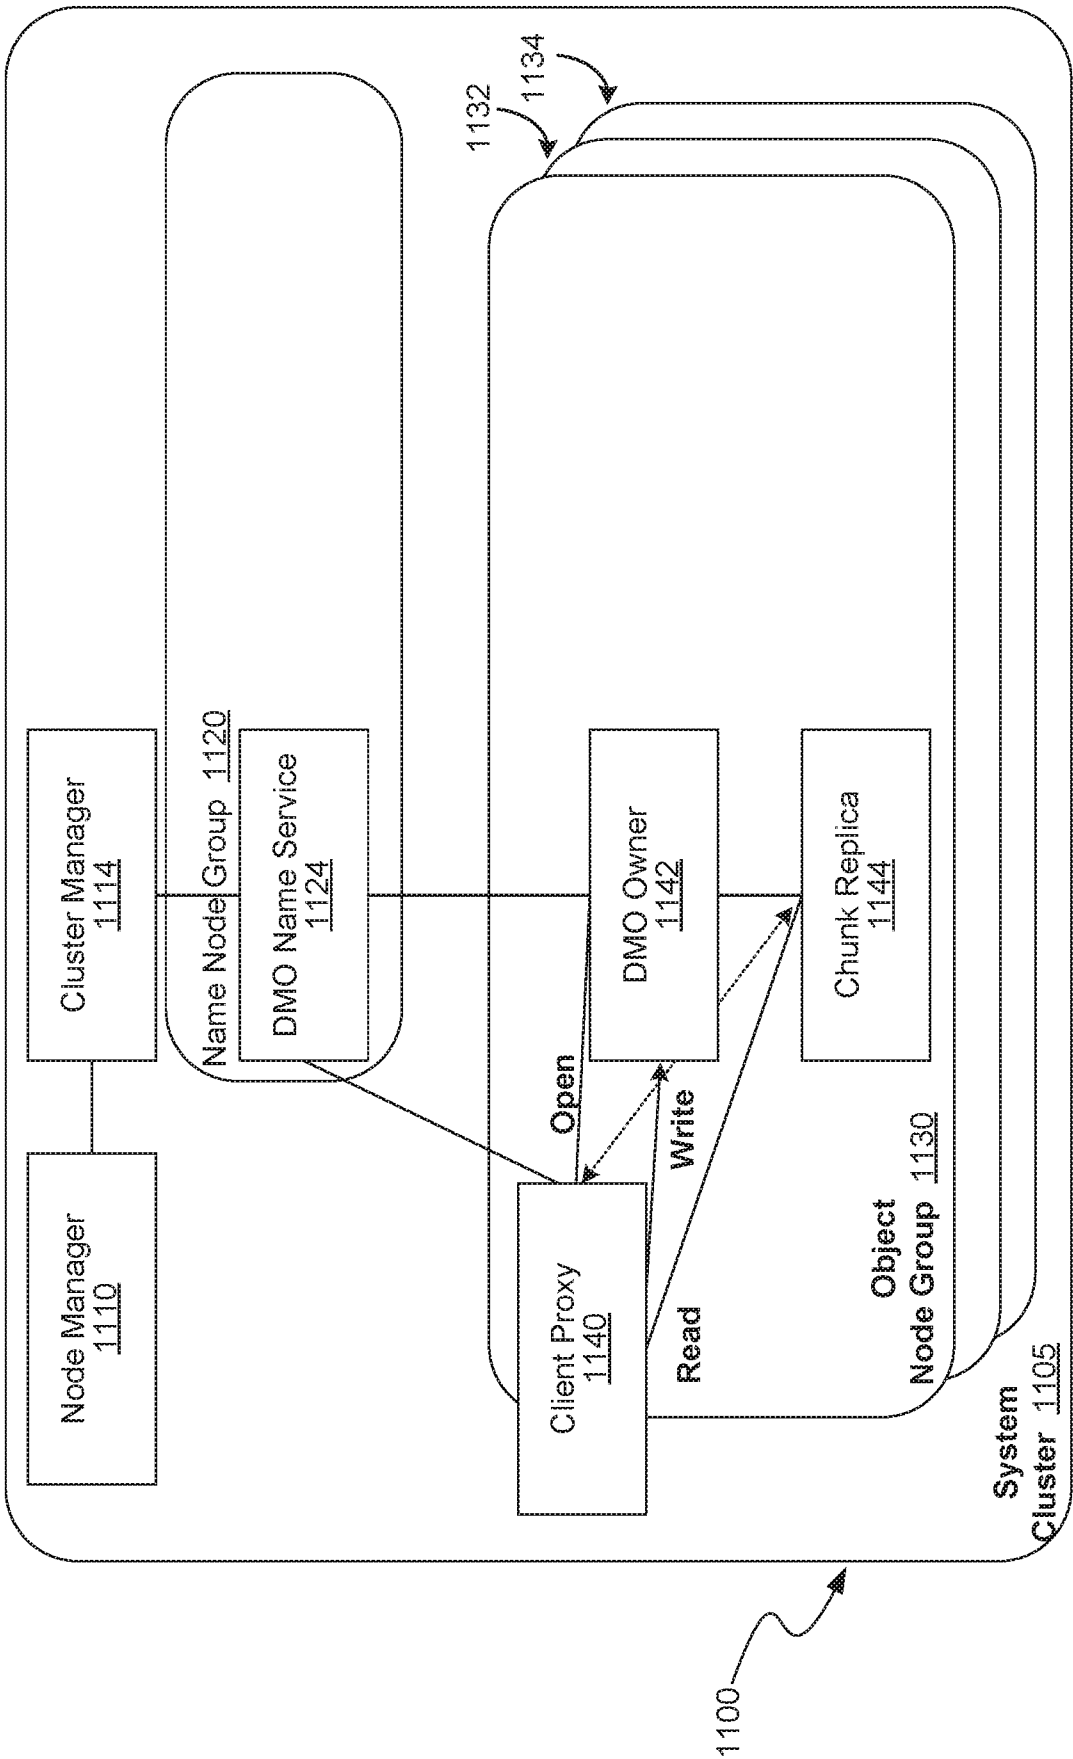 1100
Node Manager
1110
Cluster Manager
1114
Name Node Group 1120
DMO Name Service
1124
1132
1134
Client Proxy
1140
Open
DMO Owner
1142
Write
Read
Chunk Replica
1144
Object
Node Group 1130
System
Cluster 1105